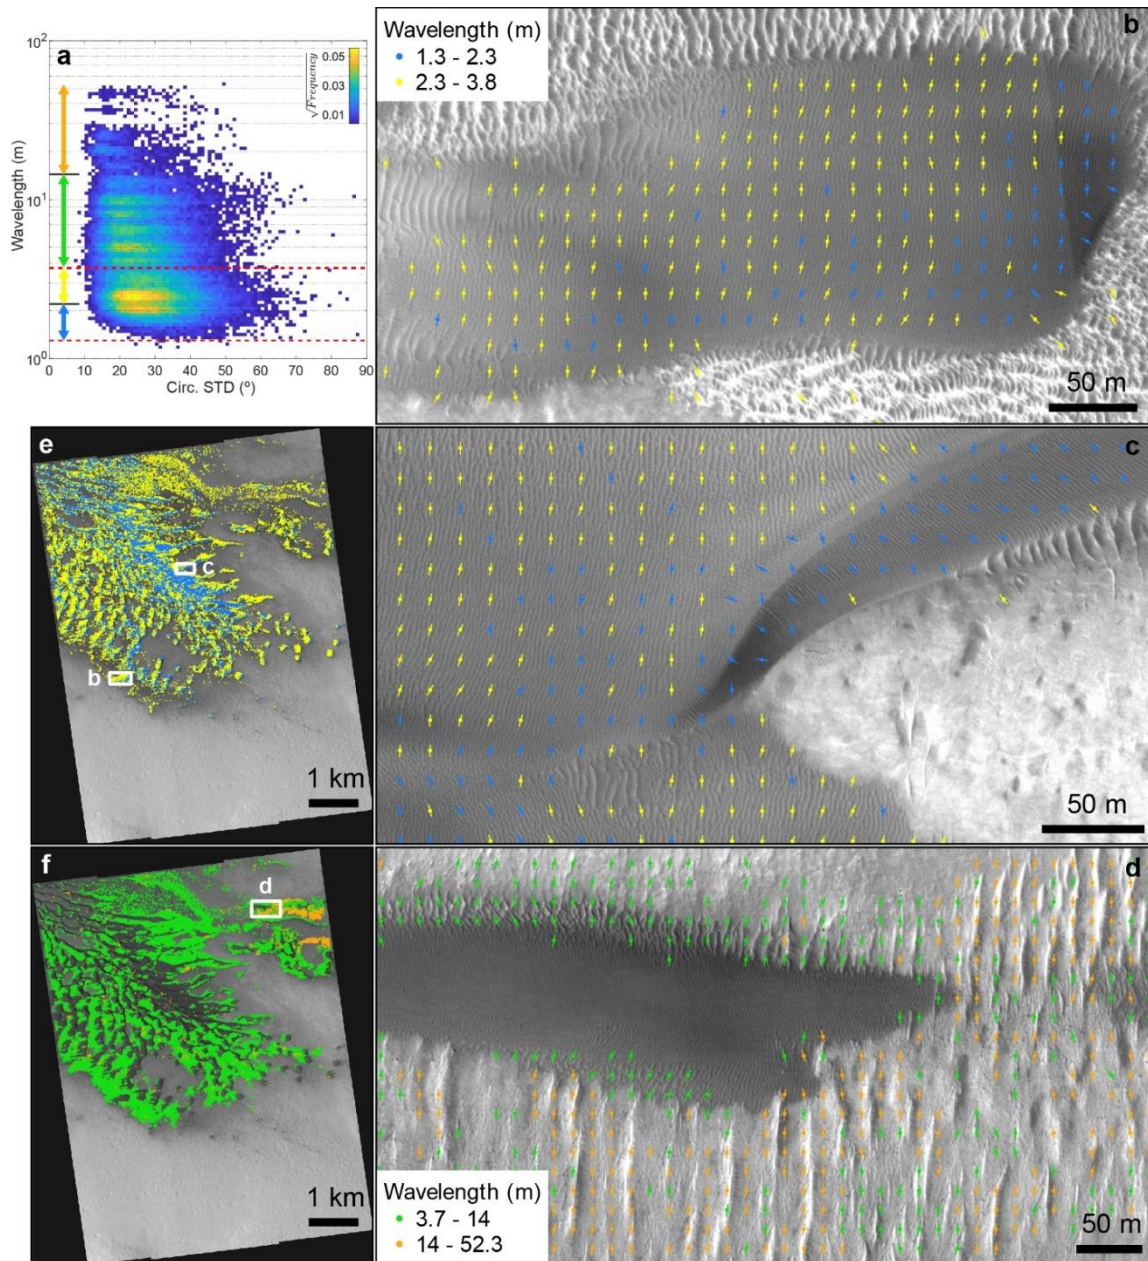 a
10²
10¹
10⁰
Wavelength (m)
0 10 20 30 40 50 60 70 80 90
Circ. STD (º)
√Frequency
0.05
0.03
0.01
b
Wavelength (m)
1.3 - 2.3
2.3 - 3.8
50 m
e
c
b
1 km
c
50 m
f
d
1 km
d
Wavelength (m)
3.7 - 14
14 - 52.3
50 m